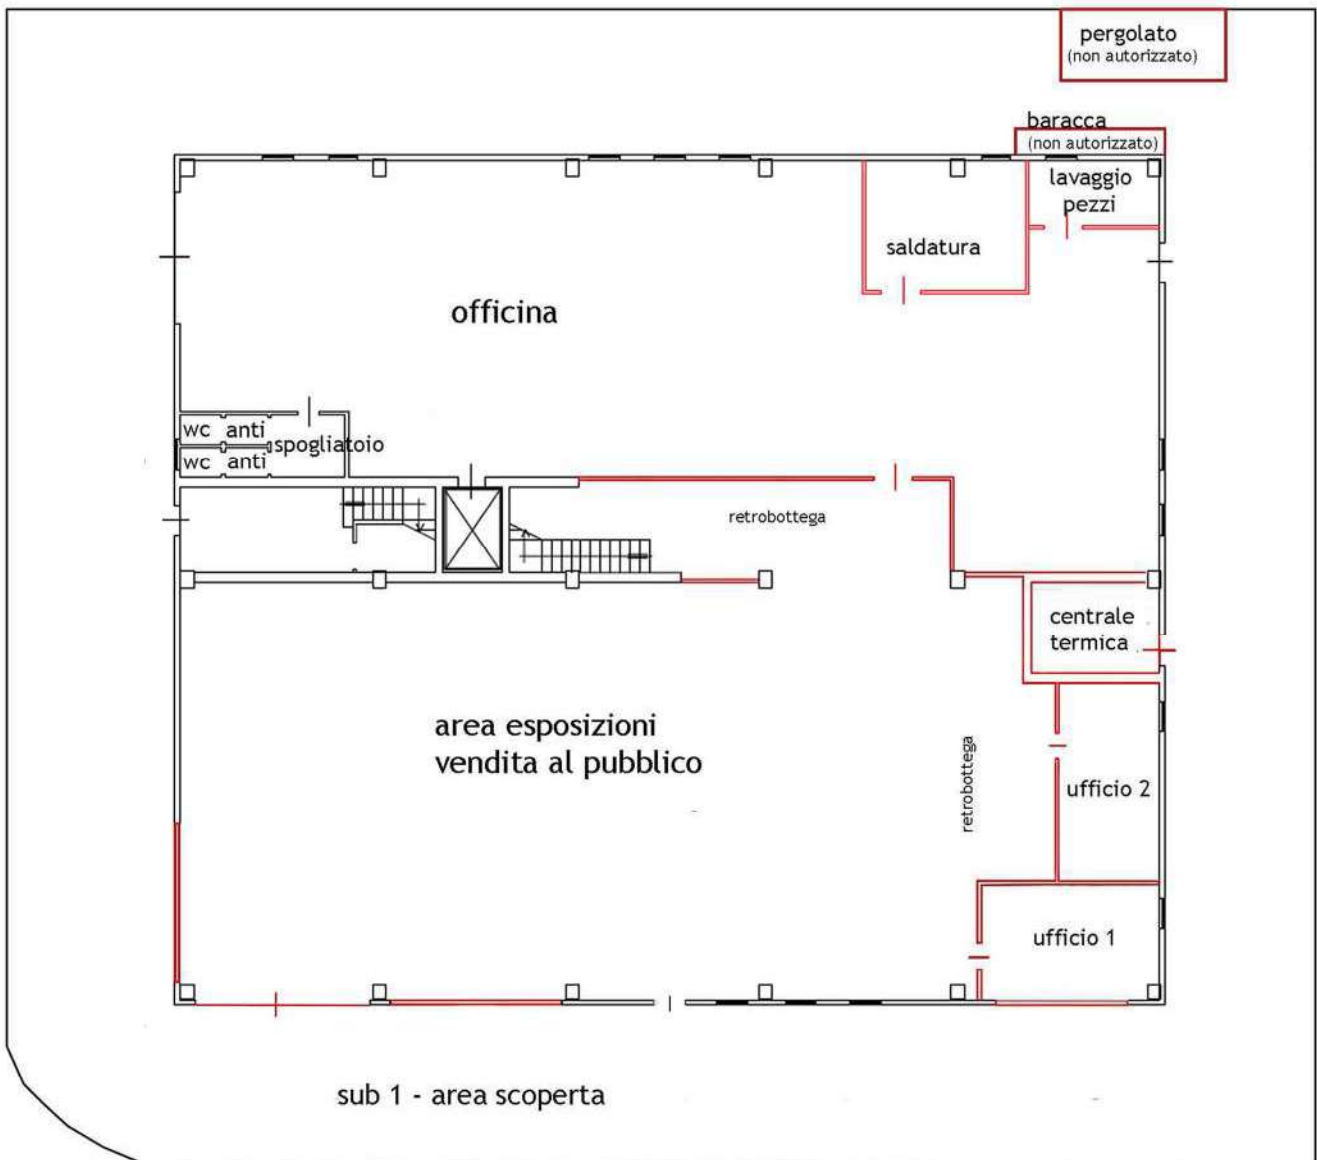 pergolato
(non autorizzato)
baracca
(non autorizzato)
lavaggio
pezzi
saldatura
officina
wc anti
spogliatoio
wc anti
retrobottega
centrale
termica
area esposizioni
vendita al pubblico
retrobottega
ufficio 2
ufficio 1
sub 1 - area scoperta